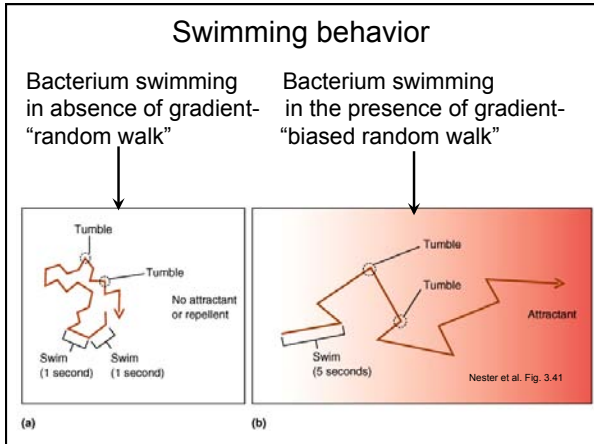 Swimming behavior
Bacterium swimming
in absence of gradient-
“random walk”
Bacterium swimming
in the presence of gradient-
“biased random walk”
Tumble
Tumble
No attractant
or repellent
Swim
(1 second)
Swim
(1 second)
(a)
Tumble
Tumble
Attractant
Swim
(5 seconds)
Nester et al. Fig. 3.41
(b)